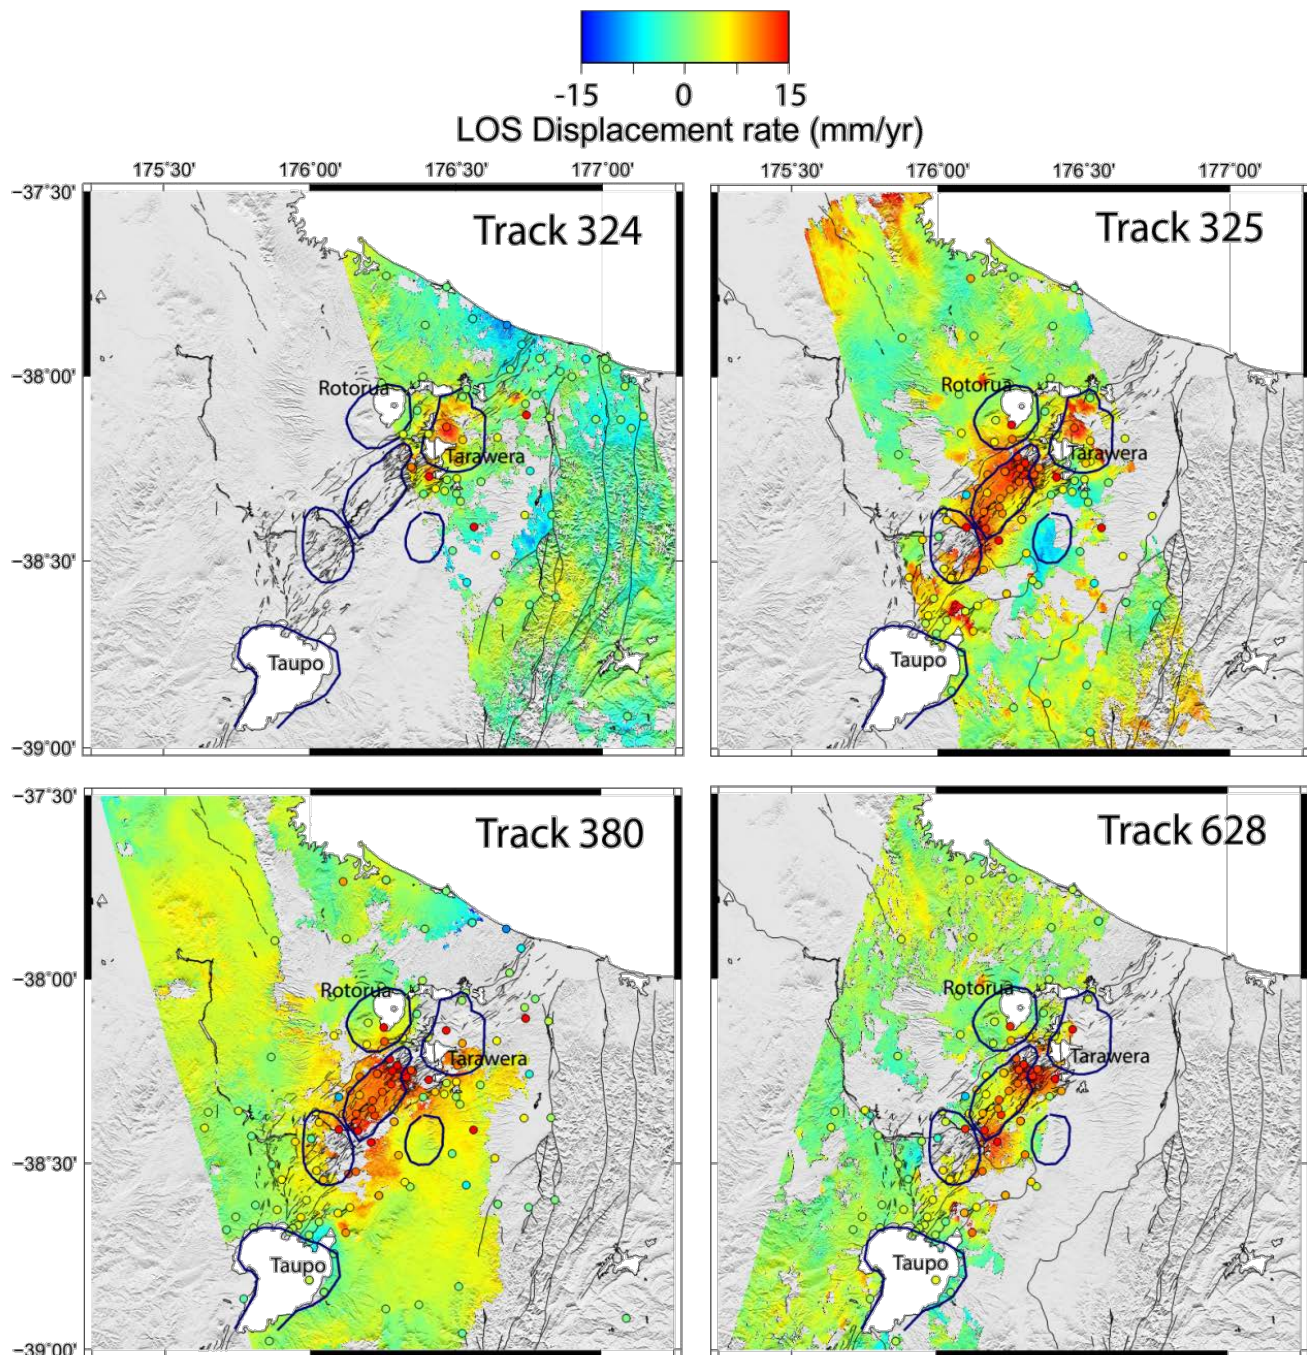 -15 0 15
LOS Displacement rate (mm/yr)
175˚30' 176˚00' 176˚30' 177˚00' 175˚30' 176˚00' 176˚30' 177˚00'
−37˚30'
Track 324 Track 325
−38˚00'
Rotorua Rotorua
Tarawera Tarawera
−38˚30'
Taupo Taupo
−39˚00'
−37˚30'
Track 380 Track 628
−38˚00'
Rotorua Rotorua
Tarawera Tarawera
−38˚30'
Taupo Taupo
−39˚00'